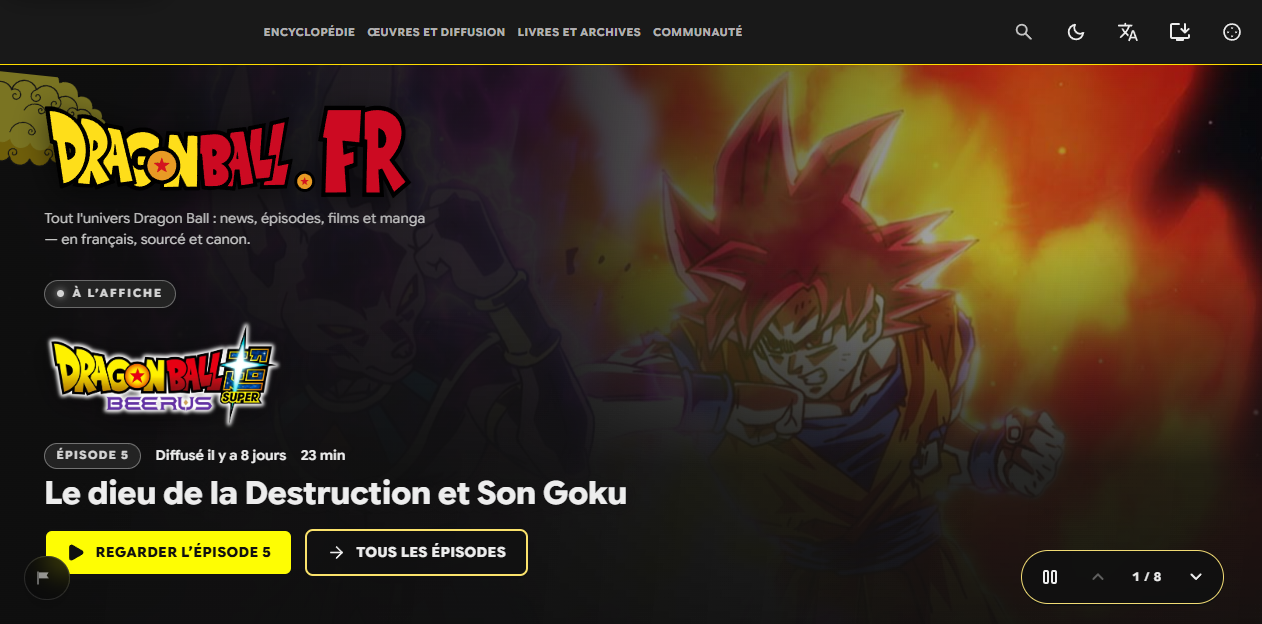 ENCYCLOPÉDIE ŒUVRES ET DIFFUSION LIVRES ET ARCHIVES COMMUNAUTÉ
DRAGON BALL.FR
Tout l'univers Dragon Ball : news, épisodes, films et manga
— en français, sourcé et canon.
À L’AFFICHE
DRAGON BALL 超
SUPER
BEERUS
ÉPISODE 5 Diffusé il y a 8 jours 23 min
Le dieu de la Destruction et Son Goku
REGARDER L’ÉPISODE 5 TOUS LES ÉPISODES
1 / 8